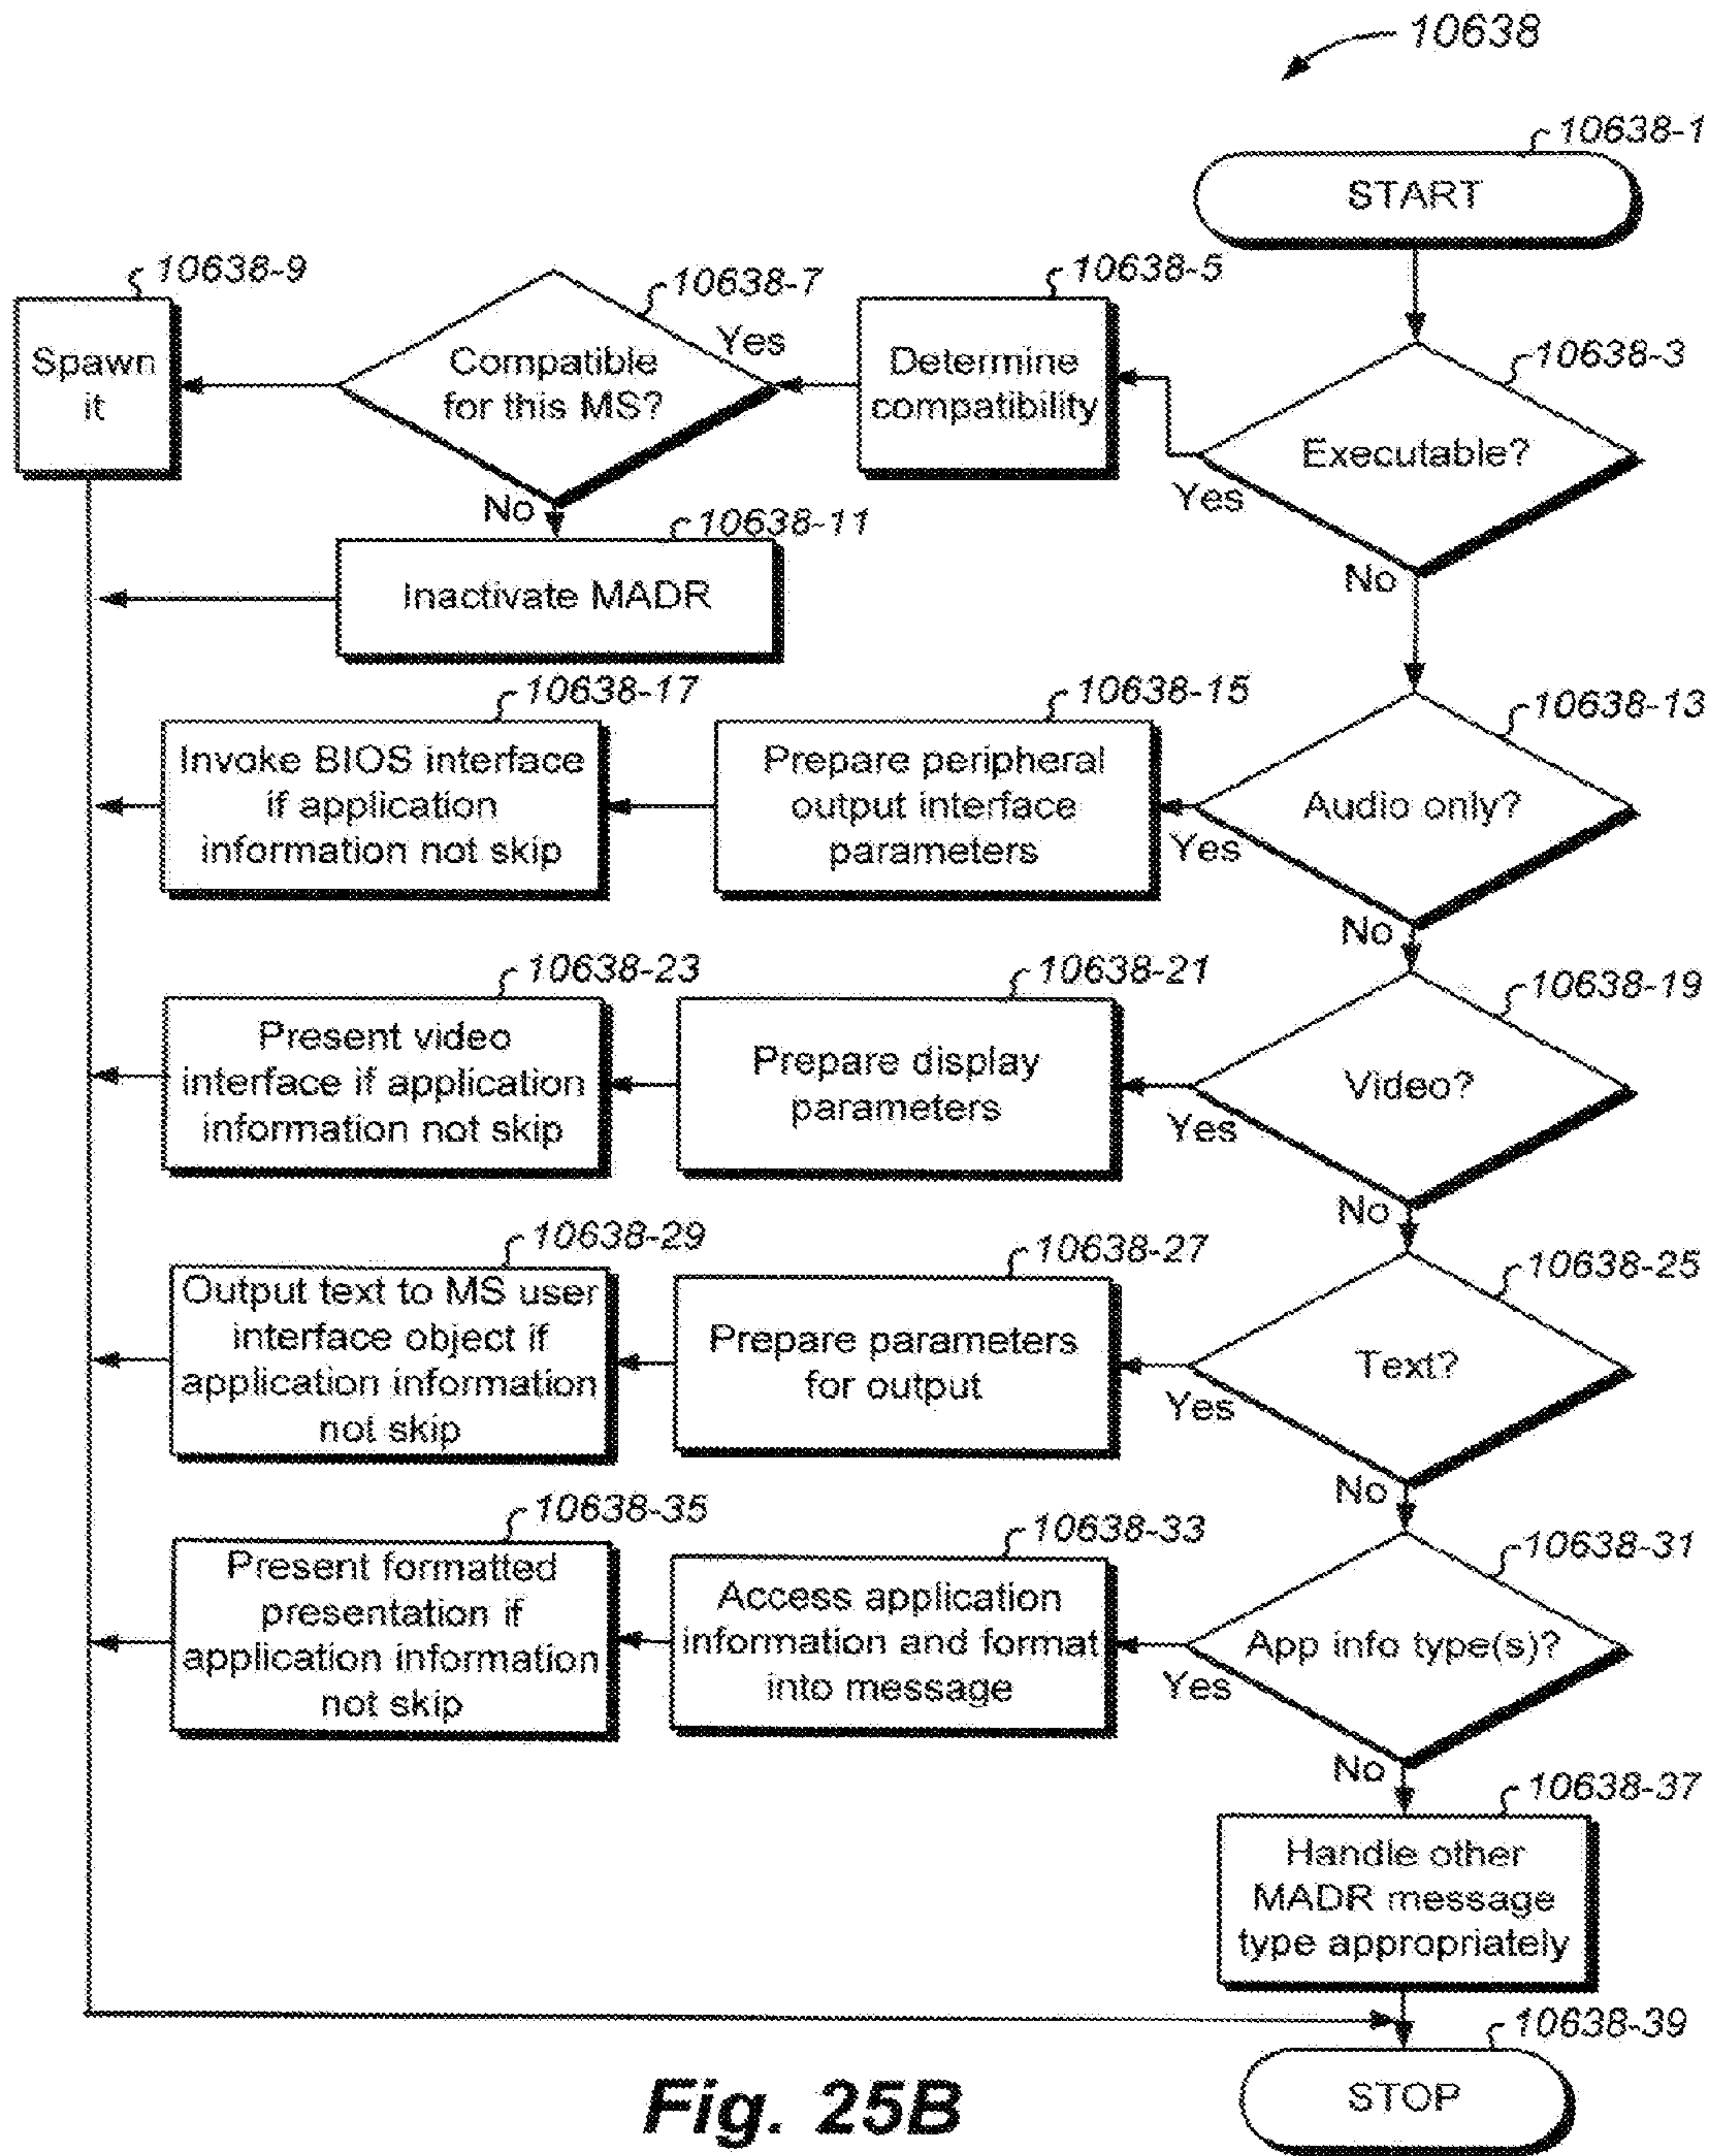 10638
10638-1
START
10638-9
10638-7
10638-5
10638-3
Spawn
it
Compatible
for this MS?
Yes
No
Determine
compatibility
Executable?
Yes
No
10638-11
Inactivate MADR
10638-17
10638-15
10638-13
Invoke BIOS interface
if application
information not skip
Prepare peripheral
output interface
parameters
Audio only?
Yes
No
10638-23
10638-21
10638-19
Present video
interface if application
information not skip
Prepare display
parameters
Video?
Yes
No
10638-29
10638-27
10638-25
Output text to MS user
interface object if
application information
not skip
Prepare parameters
for output
Text?
Yes
No
10638-35
10638-33
10638-31
Present formatted
presentation if
application information
not skip
Access application
information and format
into message
App info type(s)?
Yes
No
10638-37
Handle other
MADR message
type appropriately
10638-39
STOP
Fig. 25B